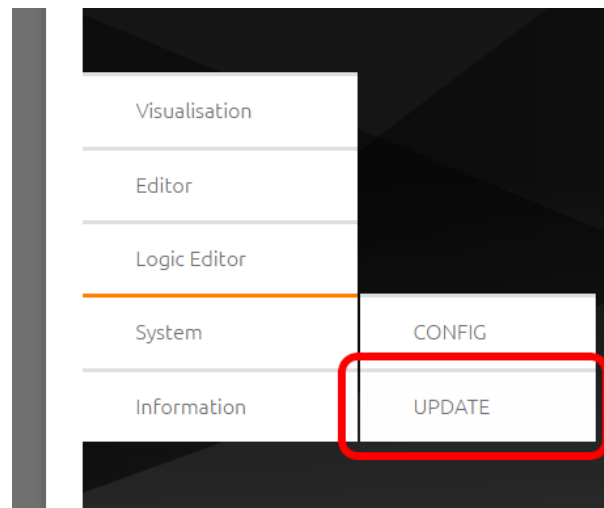 Visualisation
Editor
Logic Editor
System
CONFIG
Information
UPDATE